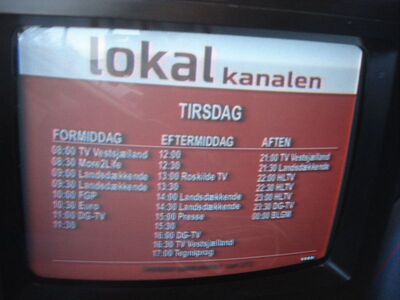 lokal kanalen
TIRSDAG
FORMIDDAG
08:00 TV Vestsjælland
08:30 More2Life
09:00 Landsdækkende
09:30 Landsdækkende
10:00 PGP
10:30 Euro
11:00 DG-TV
11:30
EFTERMIDDAG
12:00
12:30
13:00 Roskilde TV
13:30
14:00 Landsdækkende
14:30 Landsdækkende
15:00 Presse
15:30
16:00 DG-TV
16:30 TV Vestsjælland
17:00 Tegnsprog
AFTEN
21:00 TV Vestsjælland
21:30 Landsdækkende
22:00 HLTV
22:30 HLTV
23:00 HLTV
23:30 DG-TV
00:00 BLGM